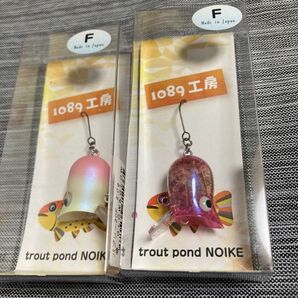 F
Made in Japan
1089工房
trout pond NOIKE
F
Made in Japan
1089工房
trout pond NOIKE